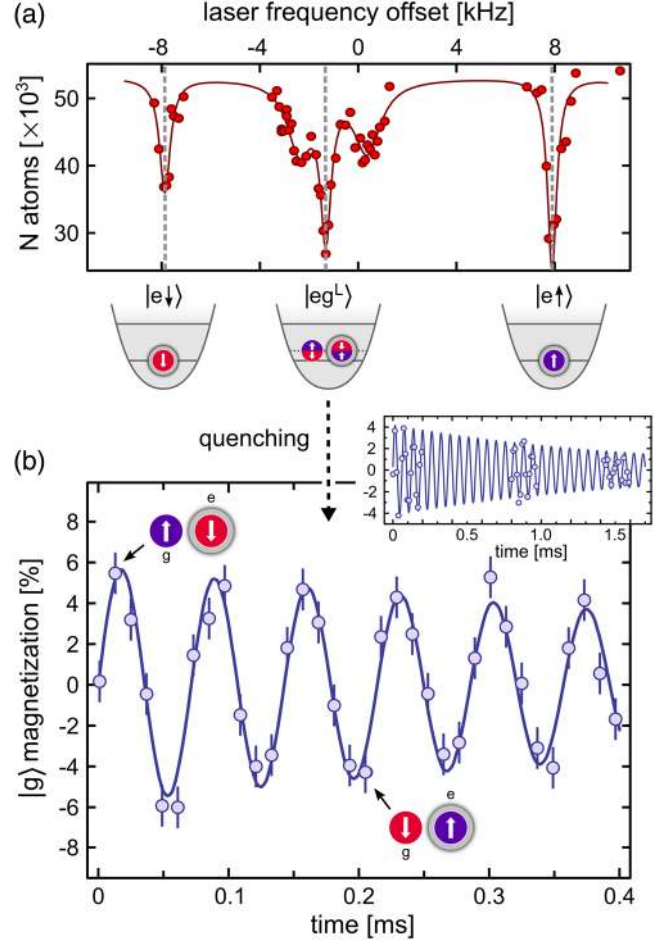 (a)
laser frequency offset [kHz]
-8 -4 0 4 8
N atoms [×10³]
50
40
30
|e↓⟩ |egᴸ⟩ |e↑⟩
quenching
(b)
4
2
0
-2
-4
0 0.5 1.0 1.5
time [ms]
|g⟩ magnetization [%]
8
6
4
2
0
-2
-4
-6
-8
e
g
e
g
0 0.1 0.2 0.3 0.4
time [ms]